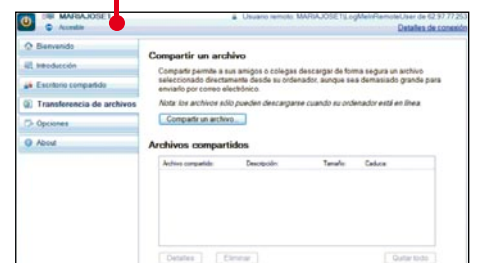 MARIAJOSE1
Usuario remoto: MARIAJOSE1\LogMeInRemoteUser de 62.97.77.253
Accesible
Detalles de conexión
Bienvenido
Introducción
Escritorio compartido
Transferencia de archivos
Opciones
About
Compartir un archivo
Compartir permite a sus amigos o colegas descargar de forma segura un archivo
seleccionado directamente desde su ordenador, aunque sea demasiado grande para
enviarlo por correo electrónico.
Nota: los archivos sólo pueden descargarse cuando su ordenador está en línea
Compartir un archivo...
Archivos compartidos
Archivo compartido Descripción Tamaño Caduca
Detalles Eliminar Quitar todo